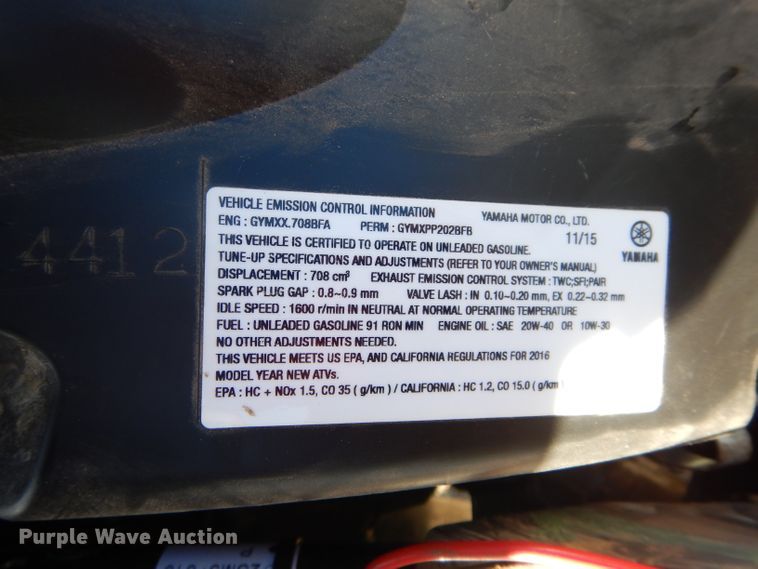 4412
VEHICLE EMISSION CONTROL INFORMATION YAMAHA MOTOR CO., LTD.
ENG : GYMXX.708BFA PERM : GYMXPP202BFB 11/15
THIS VEHICLE IS CERTIFIED TO OPERATE ON UNLEADED GASOLINE.
YAMAHA
TUNE-UP SPECIFICATIONS AND ADJUSTMENTS (REFER TO YOUR OWNER'S MANUAL)
DISPLACEMENT : 708 cm³ EXHAUST EMISSION CONTROL SYSTEM : TWC;SFI;PAIR
SPARK PLUG GAP : 0.8~0.9 mm VALVE LASH : IN 0.10~0.20 mm, EX 0.22~0.32 mm
IDLE SPEED : 1600 r/min IN NEUTRAL AT NORMAL OPERATING TEMPERATURE
FUEL : UNLEADED GASOLINE 91 RON MIN ENGINE OIL : SAE 20W-40 OR 10W-30
NO OTHER ADJUSTMENTS NEEDED.
THIS VEHICLE MEETS US EPA, AND CALIFORNIA REGULATIONS FOR 2016
MODEL YEAR NEW ATVs.
EPA : HC + NOx 1.5, CO 35 ( g/km ) / CALIFORNIA : HC 1.2, CO 15.0 ( g/km )
Purple Wave Auction